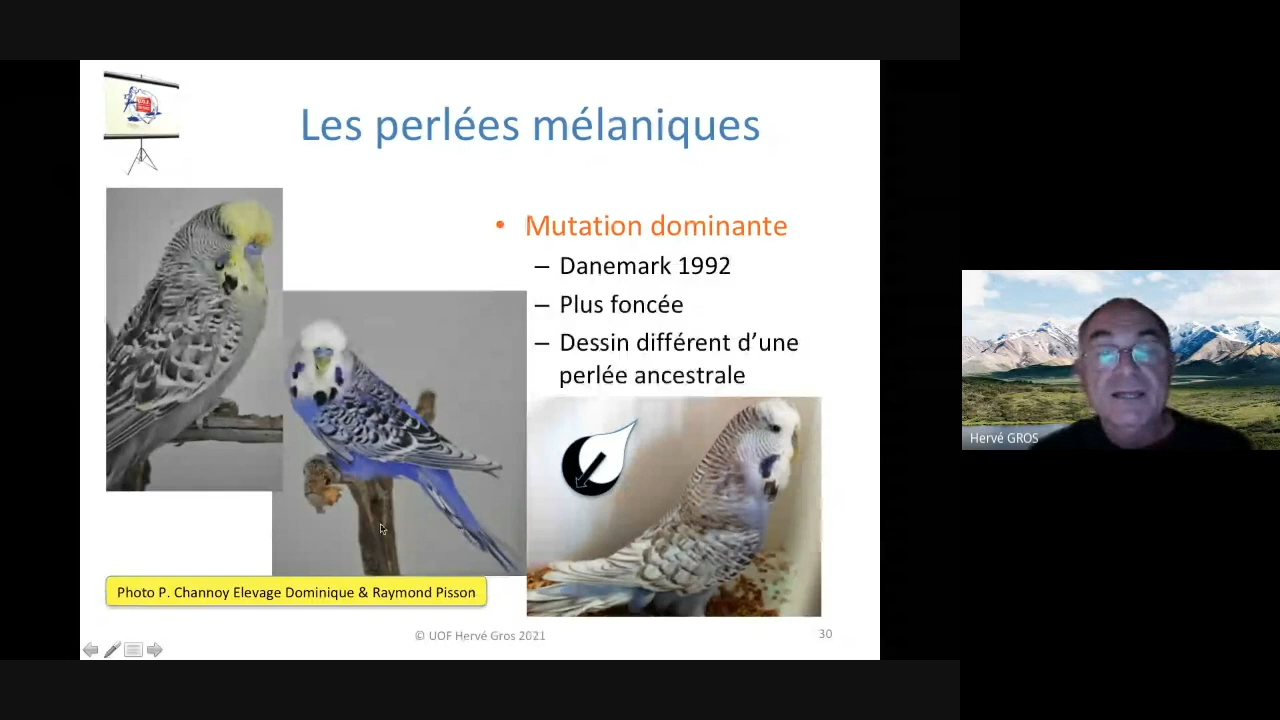 Les perlées mélaniques
• Mutation dominante
– Danemark 1992
– Plus foncée
– Dessin différent d’une
perlée ancestrale
Photo P. Channoy Elevage Dominique & Raymond Pisson
© UOF Hervé Gros 2021
30
Hervé GROS